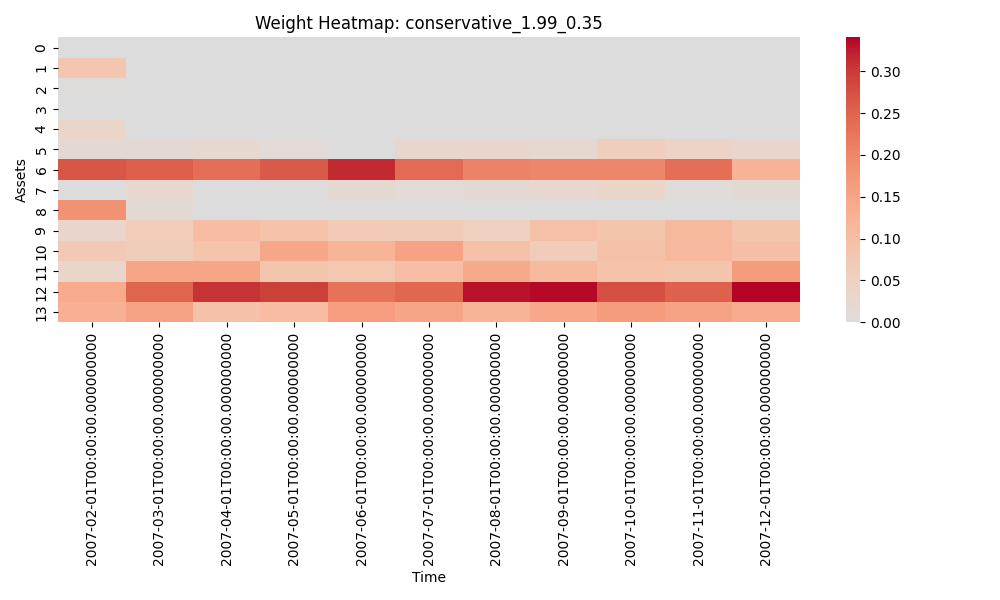 Weight Heatmap: conservative_1.99_0.35
Assets
0
1
2
3
4
5
6
7
8
9
10
11
12
13
2007-02-01T00:00:00.000000000
2007-03-01T00:00:00.000000000
2007-04-01T00:00:00.000000000
2007-05-01T00:00:00.000000000
2007-06-01T00:00:00.000000000
2007-07-01T00:00:00.000000000
2007-08-01T00:00:00.000000000
2007-09-01T00:00:00.000000000
2007-10-01T00:00:00.000000000
2007-11-01T00:00:00.000000000
2007-12-01T00:00:00.000000000
Time
0.30
0.25
0.20
0.15
0.10
0.05
0.00